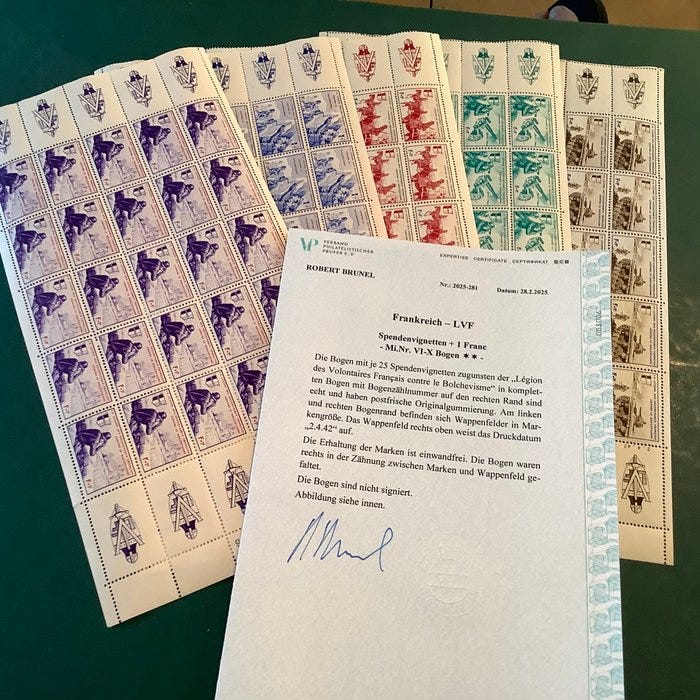 VP VERBAND
PHILATELISTISCHER
PRÜFER E. V.
EXPERTISE CERTIFICATE СЕРТИФИКАТ 鑑定書
ROBERT BRUNEL
Nr.: 2025-281 Datum: 28.2.2025
Frankreich – LVF
Spendenvignetten + 1 Franc
- Mi.Nr. VI-X Bogen ✶✶ -
Die Bogen mit je 25 Spendenvignetten zugunsten der „Légion
des Volontaires Français contre le Bolchevisme“ in komplet-
ten Bogen mit Bogenzählnummer auf den rechten Rand sind
echt und haben postfrische Originalgummierung. Am linken
und rechten Bogenrand befinden sich Wappenfelder in Mar-
kengröße. Das Wappenfeld rechts oben weist das Druckdatum
„2.4.42“ auf.
Die Erhaltung der Marken ist einwandfrei. Die Bogen waren
rechts in der Zähnung zwischen Marken und Wappenfeld ge-
faltet.
Die Bogen sind nicht signiert.
Abbildung siehe innen.